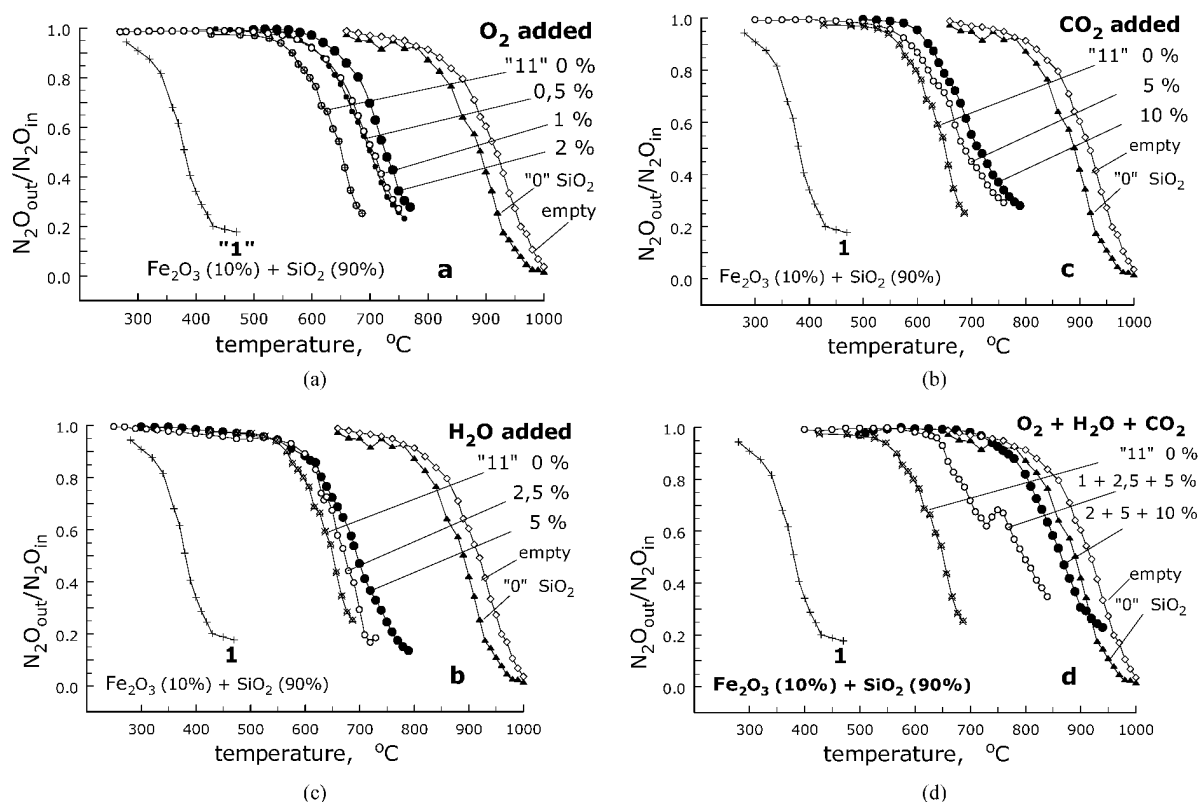 O2 added
"11" 0 %
0,5 %
1 %
2 %
"0" SiO2
empty
"1"
Fe2O3 (10%) + SiO2 (90%)
a
N2Oout/N2Oin
1.0
0.8
0.6
0.4
0.2
0.0
300 400 500 600 700 800 900 1000
temperature, oC
(a)
CO2 added
"11" 0 %
5 %
10 %
empty
"0" SiO2
1
Fe2O3 (10%) + SiO2 (90%)
c
N2Oout/N2Oin
1.0
0.8
0.6
0.4
0.2
0.0
300 400 500 600 700 800 900 1000
temperature, oC
(b)
H2O added
"11" 0 %
2,5 %
5 %
empty
"0" SiO2
1
Fe2O3 (10%) + SiO2 (90%)
b
N2Oout/N2Oin
1.0
0.8
0.6
0.4
0.2
0.0
300 400 500 600 700 800 900 1000
temperature, oC
(c)
O2 + H2O + CO2
"11" 0 %
1 + 2,5 + 5 %
2 + 5 + 10 %
empty
"0" SiO2
1
Fe2O3 (10%) + SiO2 (90%)
d
N2Oout/N2Oin
1.0
0.8
0.6
0.4
0.2
0.0
300 400 500 600 700 800 900 1000
temperature, oC
(d)